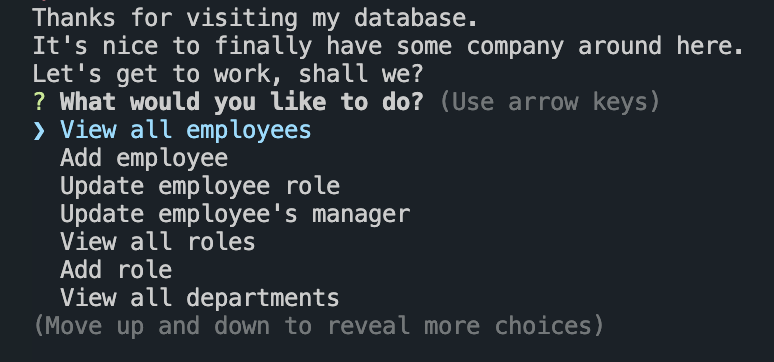 Thanks for visiting my database.
It's nice to finally have some company around here.
Let's get to work, shall we?
? What would you like to do? (Use arrow keys)
❯ View all employees
Add employee
Update employee role
Update employee's manager
View all roles
Add role
View all departments
(Move up and down to reveal more choices)